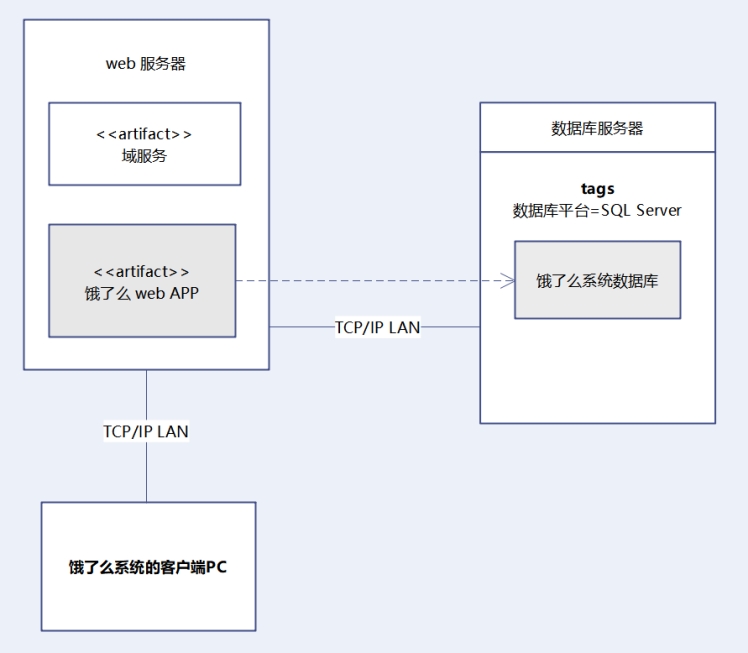 web 服务器
<<artifact>>
域服务
<<artifact>>
饿了么 web APP
TCP/IP LAN
数据库服务器
tags
数据库平台=SQL Server
饿了么系统数据库
TCP/IP LAN
饿了么系统的客户端PC